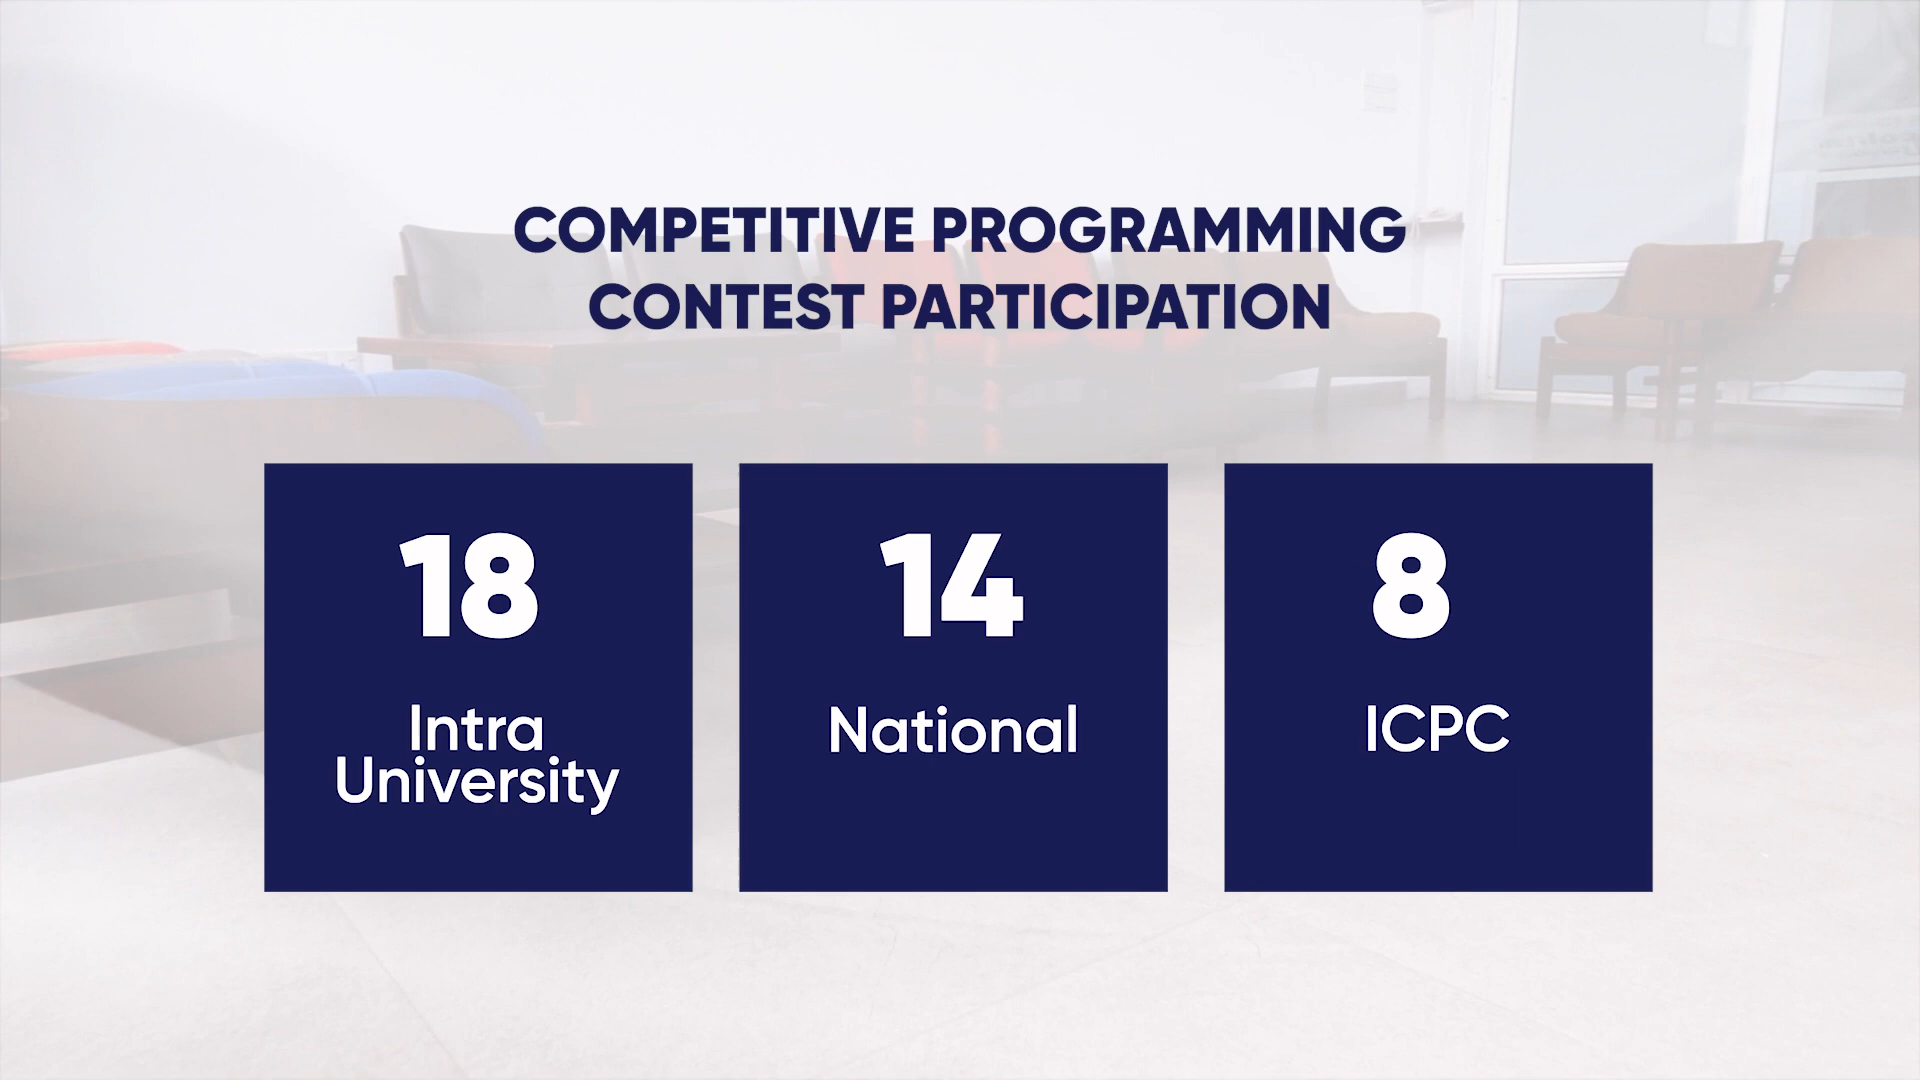 COMPETITIVE PROGRAMMING
CONTEST PARTICIPATION
18
Intra
University
14
National
8
ICPC